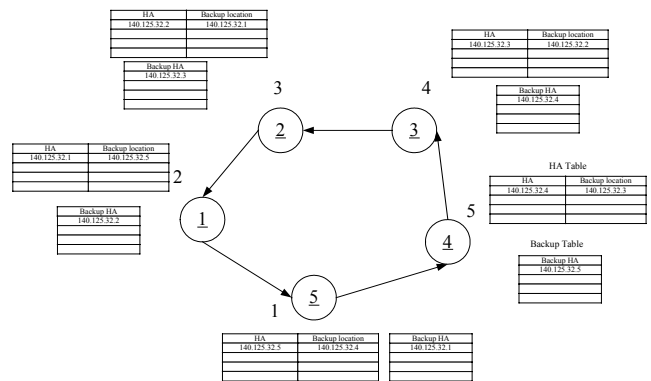 HA Backup location
140.125.32.2 140.125.32.1
Backup HA
140.125.32.3
HA Backup location
140.125.32.3 140.125.32.2
Backup HA
140.125.32.4
3
4
2
3
HA Backup location
140.125.32.1 140.125.32.5
2
Backup HA
140.125.32.2
1
HA Table
HA Backup location
140.125.32.4 140.125.32.3
5
4
Backup Table
Backup HA
140.125.32.5
1
5
HA Backup location
140.125.32.5 140.125.32.4
Backup HA
140.125.32.1